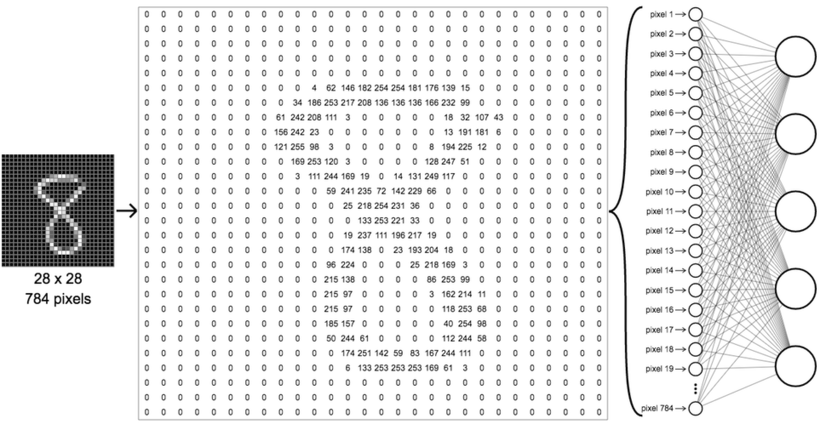 0 0 0 0 0 0 0 0 0 0 0 0 0 0 0 0 0 0 0 0 0 0 0 0 0 0 0 0
0 0 0 0 0 0 0 0 0 0 0 0 0 0 0 0 0 0 0 0 0 0 0 0 0 0 0 0
0 0 0 0 0 0 0 0 0 0 0 0 0 0 0 0 0 0 0 0 0 0 0 0 0 0 0 0
0 0 0 0 0 0 0 0 0 0 0 0 0 0 0 0 0 0 0 0 0 0 0 0 0 0 0 0
0 0 0 0 0 0 0 0 0 0 0 0 0 0 0 0 0 0 0 0 0 0 0 0 0 0 0 0
0 0 0 0 0 0 0 0 0 0 4 62 146 182 254 254 181 176 139 15 0 0 0 0 0 0 0 0
0 0 0 0 0 0 0 0 0 34 186 253 217 208 136 136 136 166 232 99 0 0 0 0 0 0 0 0
0 0 0 0 0 0 0 0 61 242 208 111 3 0 0 0 0 0 18 32 107 43 0 0 0 0 0 0
0 0 0 0 0 0 0 0 156 242 23 0 0 0 0 0 0 0 13 191 181 6 0 0 0 0 0 0
0 0 0 0 0 0 0 0 121 255 98 3 0 0 0 0 0 8 194 225 12 0 0 0 0 0 0 0
0 0 0 0 0 0 0 0 0 169 253 120 3 0 0 0 0 128 247 51 0 0 0 0 0 0 0 0
0 0 0 0 0 0 0 0 0 3 111 244 169 19 0 14 131 249 117 0 0 0 0 0 0 0 0 0
0 0 0 0 0 0 0 0 0 0 0 59 241 235 72 142 229 66 0 0 0 0 0 0 0 0 0 0
0 0 0 0 0 0 0 0 0 0 0 0 25 218 254 231 36 0 0 0 0 0 0 0 0 0 0 0
0 0 0 0 0 0 0 0 0 0 0 0 0 133 253 221 33 0 0 0 0 0 0 0 0 0 0 0
0 0 0 0 0 0 0 0 0 0 0 0 19 237 111 196 217 19 0 0 0 0 0 0 0 0 0 0
0 0 0 0 0 0 0 0 0 0 0 0 174 138 0 23 193 204 18 0 0 0 0 0 0 0 0 0
0 0 0 0 0 0 0 0 0 0 0 96 224 0 0 0 25 218 169 3 0 0 0 0 0 0 0 0
0 0 0 0 0 0 0 0 0 0 0 215 138 0 0 0 0 86 253 99 0 0 0 0 0 0 0 0
0 0 0 0 0 0 0 0 0 0 0 215 97 0 0 0 0 3 162 214 11 0 0 0 0 0 0 0
0 0 0 0 0 0 0 0 0 0 0 215 97 0 0 0 0 0 118 253 68 0 0 0 0 0 0 0
0 0 0 0 0 0 0 0 0 0 0 185 157 0 0 0 0 0 40 254 98 0 0 0 0 0 0 0
0 0 0 0 0 0 0 0 0 0 0 50 244 61 0 0 0 0 112 244 58 0 0 0 0 0 0 0
0 0 0 0 0 0 0 0 0 0 0 0 174 251 142 59 83 167 244 111 0 0 0 0 0 0 0 0
0 0 0 0 0 0 0 0 0 0 0 0 6 133 253 253 253 169 61 3 0 0 0 0 0 0 0 0
0 0 0 0 0 0 0 0 0 0 0 0 0 0 0 0 0 0 0 0 0 0 0 0 0 0 0 0
0 0 0 0 0 0 0 0 0 0 0 0 0 0 0 0 0 0 0 0 0 0 0 0 0 0 0 0
0 0 0 0 0 0 0 0 0 0 0 0 0 0 0 0 0 0 0 0 0 0 0 0 0 0 0 0
28 x 28
784 pixels
pixel 1
pixel 2
pixel 3
pixel 4
pixel 5
pixel 6
pixel 7
pixel 8
pixel 9
pixel 10
pixel 11
pixel 12
pixel 13
pixel 14
pixel 15
pixel 16
pixel 17
pixel 18
pixel 19
pixel 784